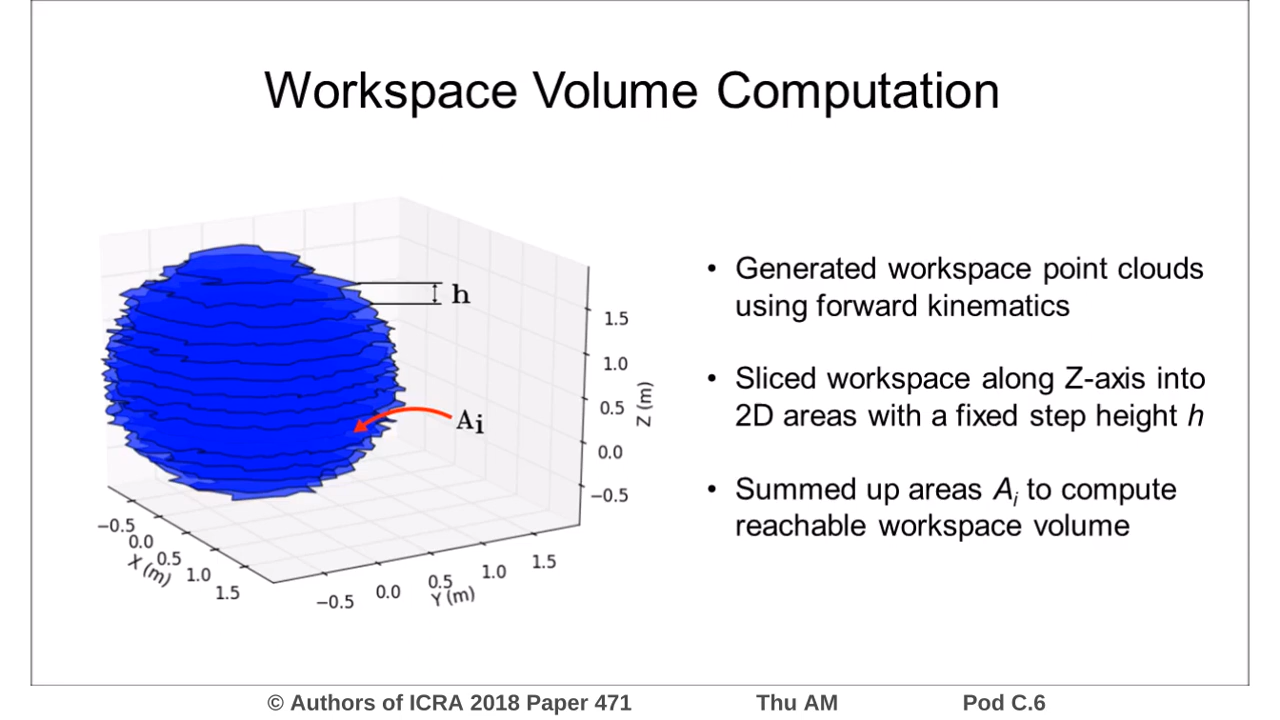 Workspace Volume Computation
h
A_i
1.5
1.0
0.5
0.0
−0.5
Z (m)
−0.5
0.0
0.5
1.0
1.5
X (m)
−0.5
0.0
0.5
1.0
1.5
Y (m)
• Generated workspace point clouds
using forward kinematics
• Sliced workspace along Z-axis into
2D areas with a fixed step height h
• Summed up areas A_i to compute
reachable workspace volume
© Authors of ICRA 2018 Paper 471 Thu AM Pod C.6